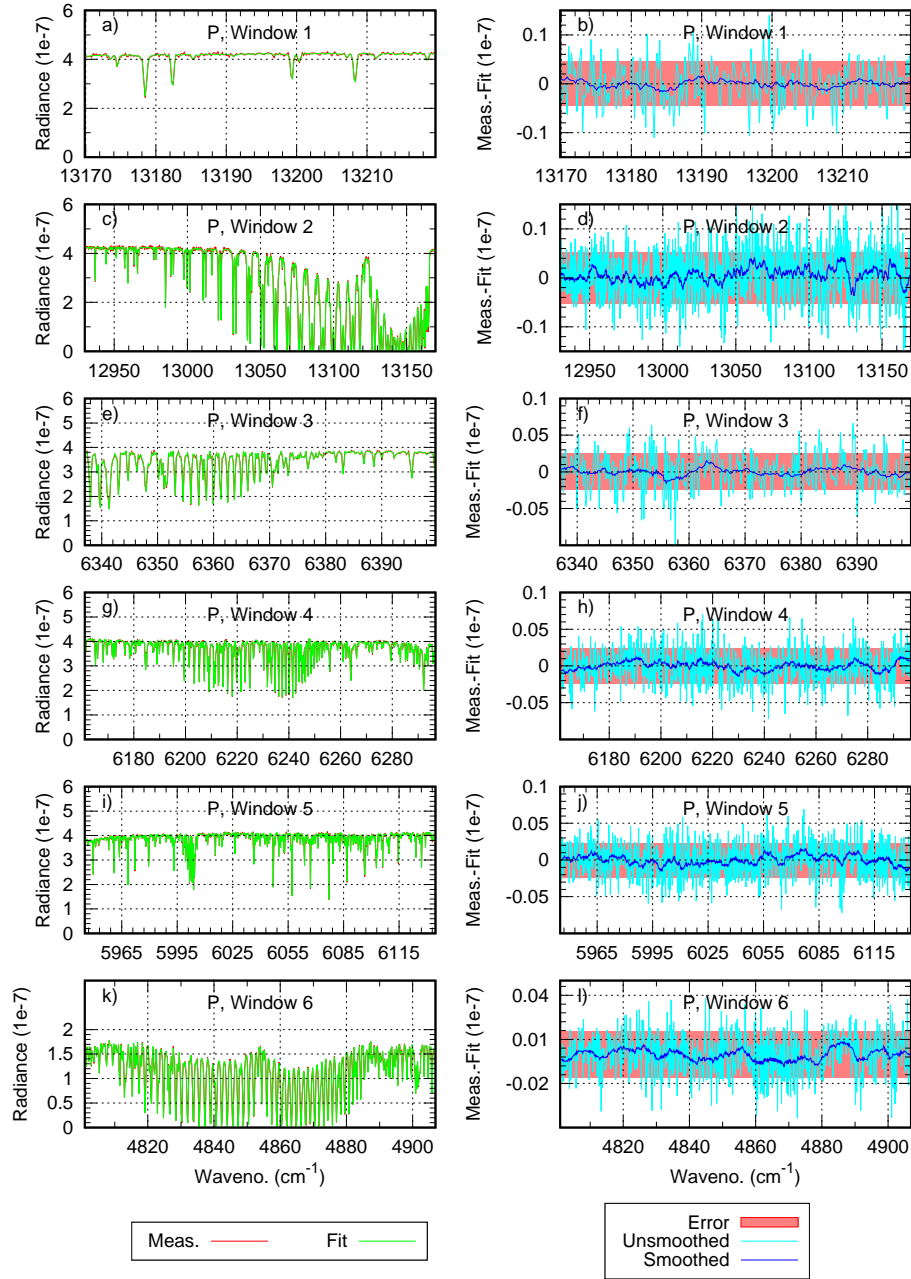 a)
P, Window 1
Radiance (1e-7)
6
4
2
0
13170 13180 13190 13200 13210
b)
P, Window 1
Meas.-Fit (1e-7)
0.1
0
-0.1
13170 13180 13190 13200 13210
c)
P, Window 2
Radiance (1e-7)
6
4
2
0
12950 13000 13050 13100 13150
d)
P, Window 2
Meas.-Fit (1e-7)
0.1
0
-0.1
12950 13000 13050 13100 13150
e)
P, Window 3
Radiance (1e-7)
6
5
4
3
2
1
0
6340 6350 6360 6370 6380 6390
f)
P, Window 3
Meas.-Fit (1e-7)
0.1
0.05
0
-0.05
6340 6350 6360 6370 6380 6390
g)
P, Window 4
Radiance (1e-7)
6
5
4
3
2
1
0
6180 6200 6220 6240 6260 6280
h)
P, Window 4
Meas.-Fit (1e-7)
0.1
0.05
0
-0.05
6180 6200 6220 6240 6260 6280
i)
P, Window 5
Radiance (1e-7)
6
5
4
3
2
1
0
5965 5995 6025 6055 6085 6115
j)
P, Window 5
Meas.-Fit (1e-7)
0.1
0.05
0
-0.05
5965 5995 6025 6055 6085 6115
k)
P, Window 6
Radiance (1e-7)
2
1.5
1
0.5
0
4820 4840 4860 4880 4900
Waveno. (cm⁻¹)
l)
P, Window 6
Meas.-Fit (1e-7)
0.04
0.01
-0.02
4820 4840 4860 4880 4900
Waveno. (cm⁻¹)
Meas. Fit
Error
Unsmoothed
Smoothed